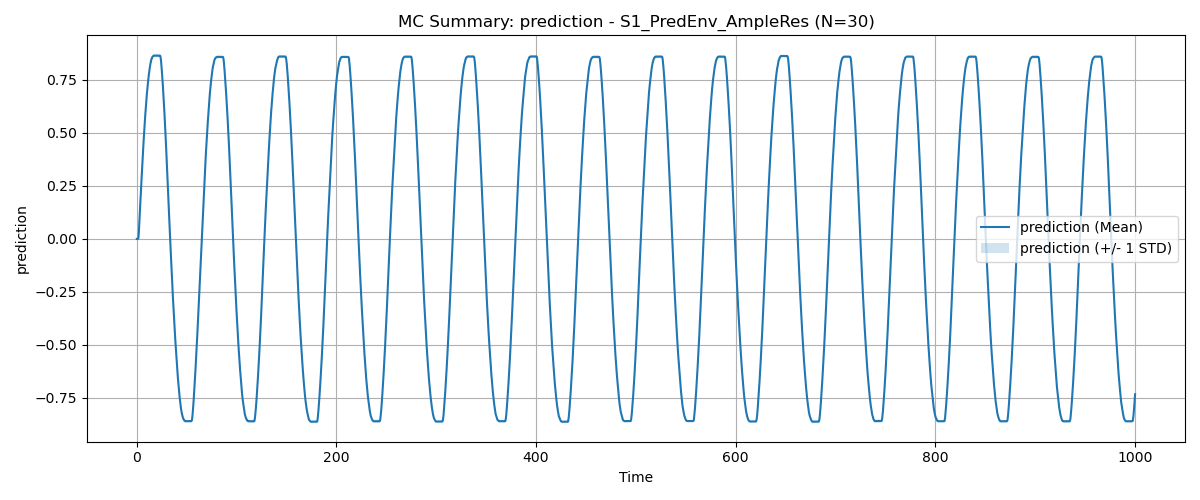 MC Summary: prediction - S1_PredEnv_AmpleRes (N=30)
prediction
0.75
0.50
0.25
0.00
−0.25
−0.50
−0.75
prediction (Mean)
prediction (+/- 1 STD)
0 200 400 600 800 1000
Time